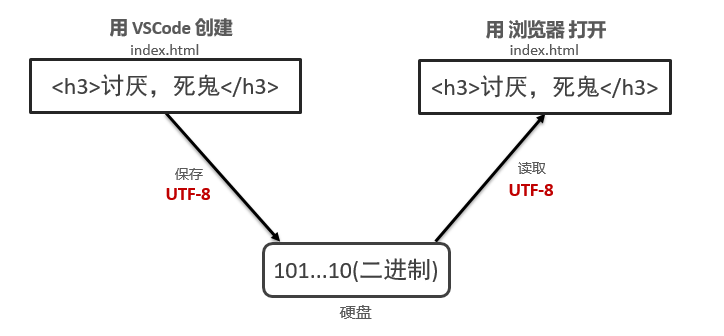 用 VSCode 创建
index.html
<h3>讨厌，死鬼</h3>
用 浏览器 打开
index.html
<h3>讨厌，死鬼</h3>
保存
UTF-8
读取
UTF-8
101...10(二进制)
硬盘